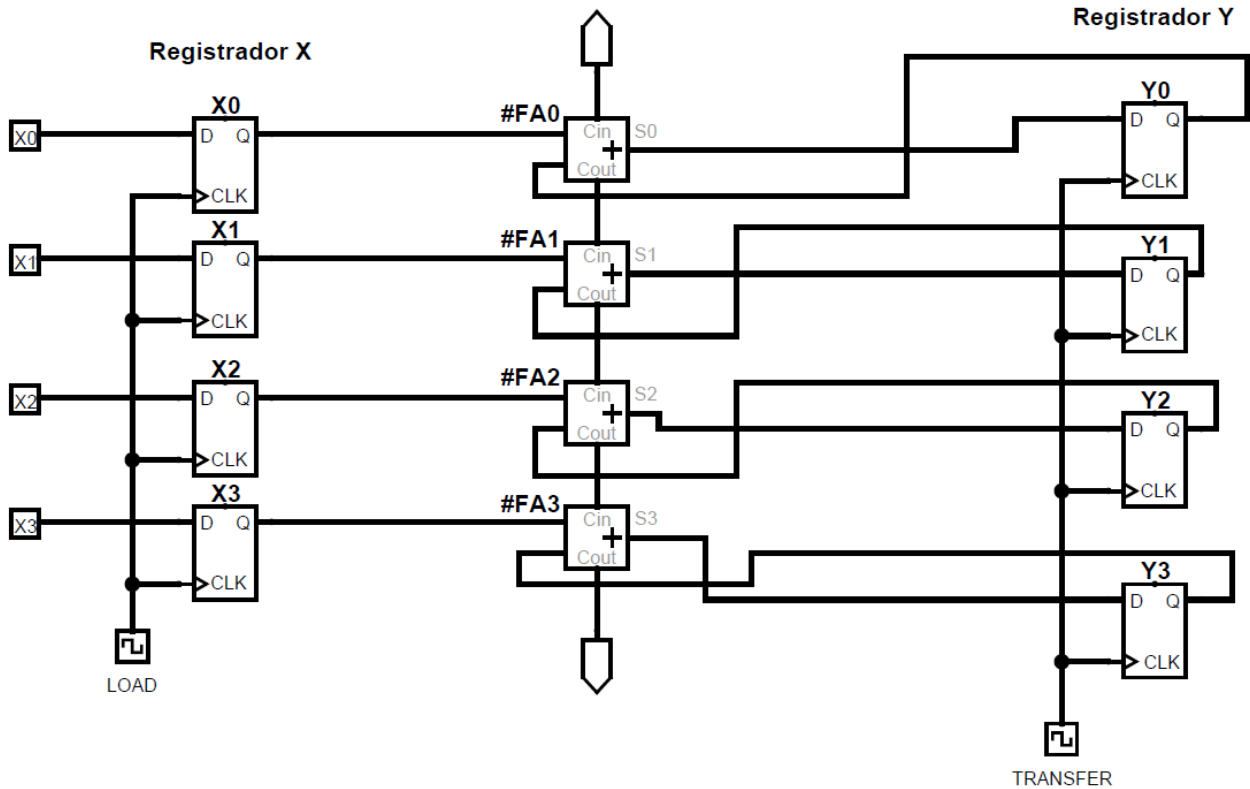 Registrador X
Registrador Y
X0
X0
D Q
CLK
#FA0
Cin
S0
+
Cout
Y0
D Q
CLK
X1
X1
D Q
CLK
#FA1
Cin
S1
+
Cout
Y1
D Q
CLK
X2
X2
D Q
CLK
#FA2
Cin
S2
+
Cout
Y2
D Q
CLK
X3
X3
D Q
CLK
#FA3
Cin
S3
+
Cout
Y3
D Q
CLK
LOAD
TRANSFER